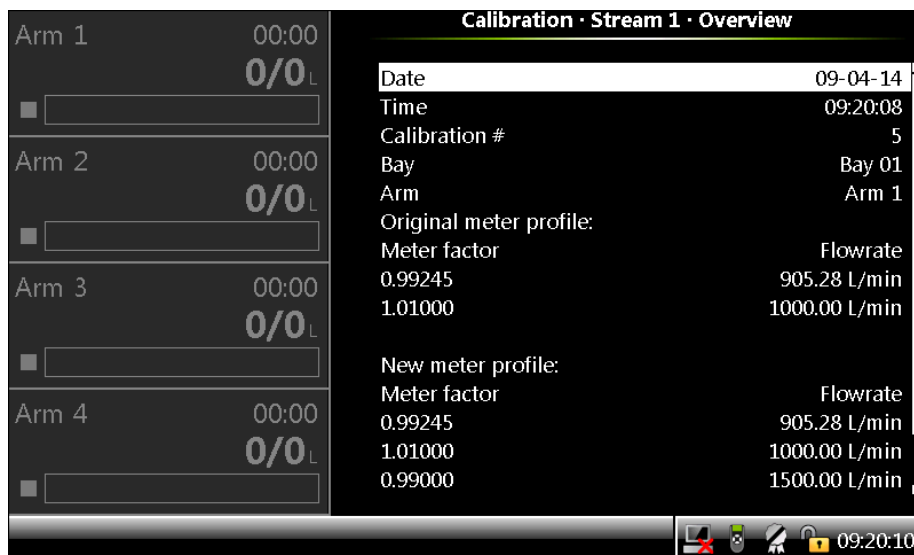 Calibration · Stream 1 · Overview
Arm 1 00:00
0/0 L
Arm 2 00:00
0/0 L
Arm 3 00:00
0/0 L
Arm 4 00:00
0/0 L
Date 09-04-14
Time 09:20:08
Calibration # 5
Bay Bay 01
Arm Arm 1
Original meter profile:
Meter factor Flowrate
0.99245 905.28 L/min
1.01000 1000.00 L/min
New meter profile:
Meter factor Flowrate
0.99245 905.28 L/min
1.01000 1000.00 L/min
0.99000 1500.00 L/min
09:20:10